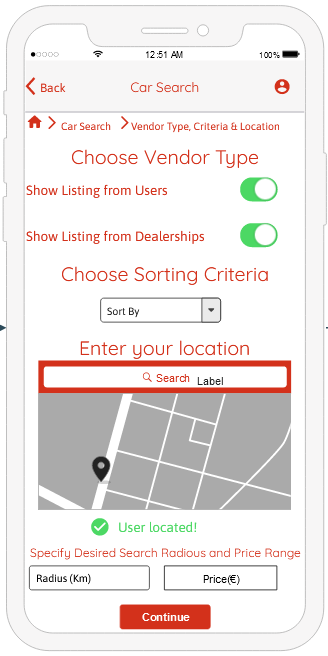 12:51 AM
100%
Back
Car Search
Car Search
Vendor Type, Criteria & Location
Choose Vendor Type
Show Listing from Users
Show Listing from Dealerships
Choose Sorting Criteria
Sort By
Enter your location
Search Label
User located!
Specify Desired Search Radious and Price Range
Radius (Km)
Price(€)
Continue